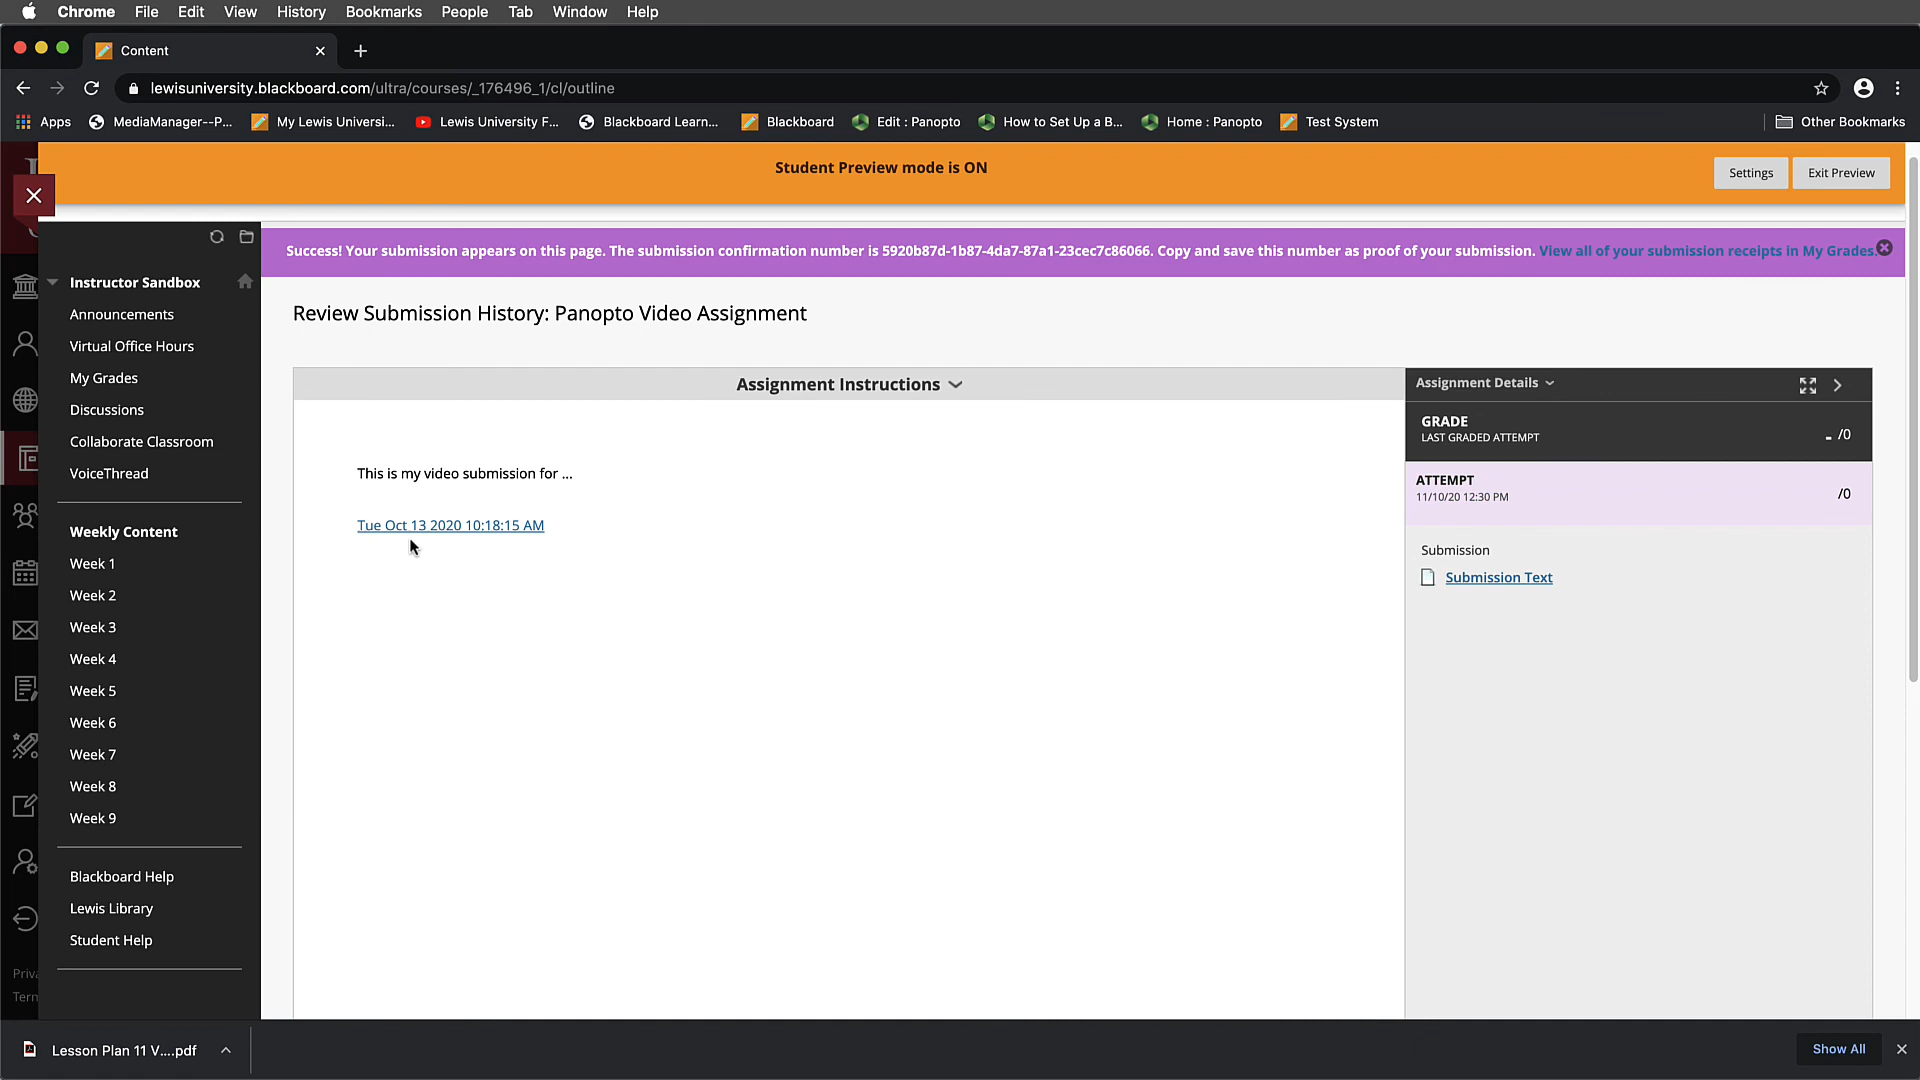 Chrome File Edit View History Bookmarks People Tab Window Help
Content
lewisuniversity.blackboard.com/ultra/courses/_176496_1/cl/outline
Apps MediaManager--P... My Lewis Universi... Lewis University F... Blackboard Learn... Blackboard Edit : Panopto How to Set Up a B... Home : Panopto Test System Other Bookmarks
Student Preview mode is ON
Settings Exit Preview
Success! Your submission appears on this page. The submission confirmation number is 5920b87d-1b87-4da7-87a1-23cec7c86066. Copy and save this number as proof of your submission. View all of your submission receipts in My Grades.
Instructor Sandbox
Announcements
Virtual Office Hours
My Grades
Discussions
Collaborate Classroom
VoiceThread
Weekly Content
Week 1
Week 2
Week 3
Week 4
Week 5
Week 6
Week 7
Week 8
Week 9
Blackboard Help
Lewis Library
Student Help
Priva
Term
Review Submission History: Panopto Video Assignment
Assignment Instructions
This is my video submission for ...
Tue Oct 13 2020 10:18:15 AM
Assignment Details
GRADE
LAST GRADED ATTEMPT
- /0
ATTEMPT
11/10/20 12:30 PM
/0
Submission
Submission Text
Lesson Plan 11 V....pdf
Show All